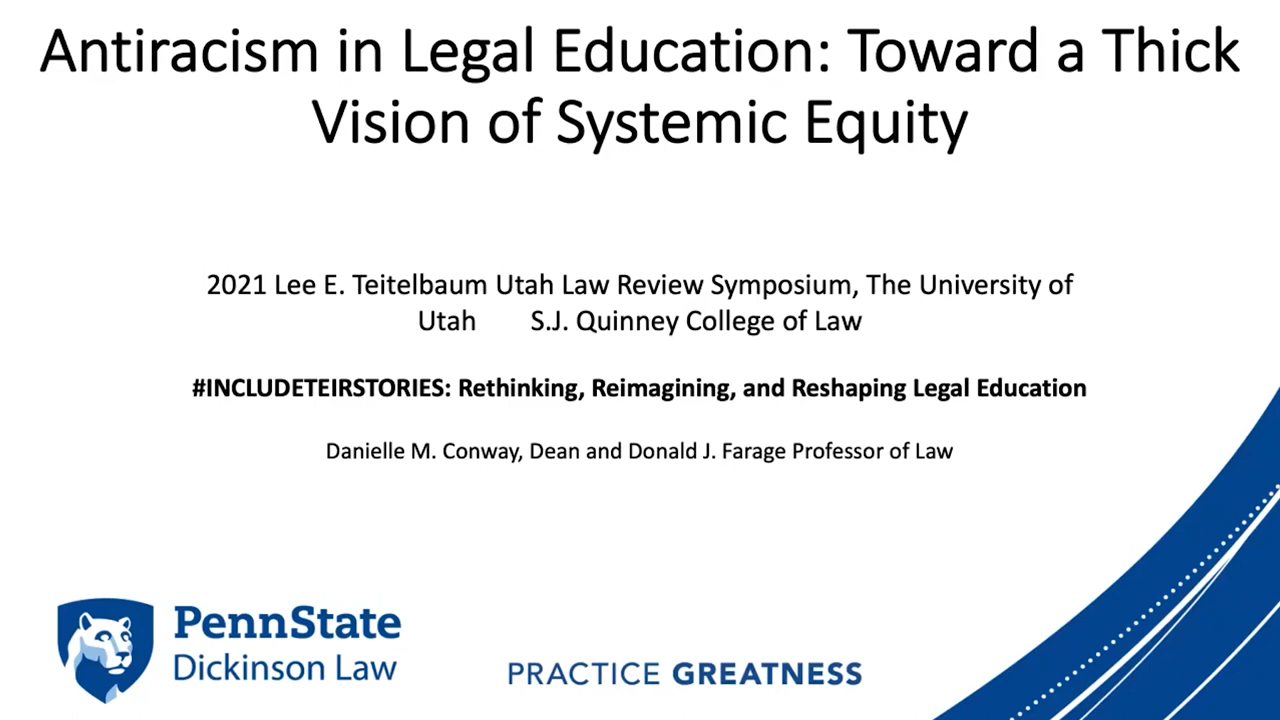 Antiracism in Legal Education: Toward a Thick
Vision of Systemic Equity
2021 Lee E. Teitelbaum Utah Law Review Symposium, The University of
Utah S.J. Quinney College of Law
#INCLUDETEIRSTORIES: Rethinking, Reimagining, and Reshaping Legal Education
Danielle M. Conway, Dean and Donald J. Farage Professor of Law
PennState
Dickinson Law
PRACTICE GREATNESS